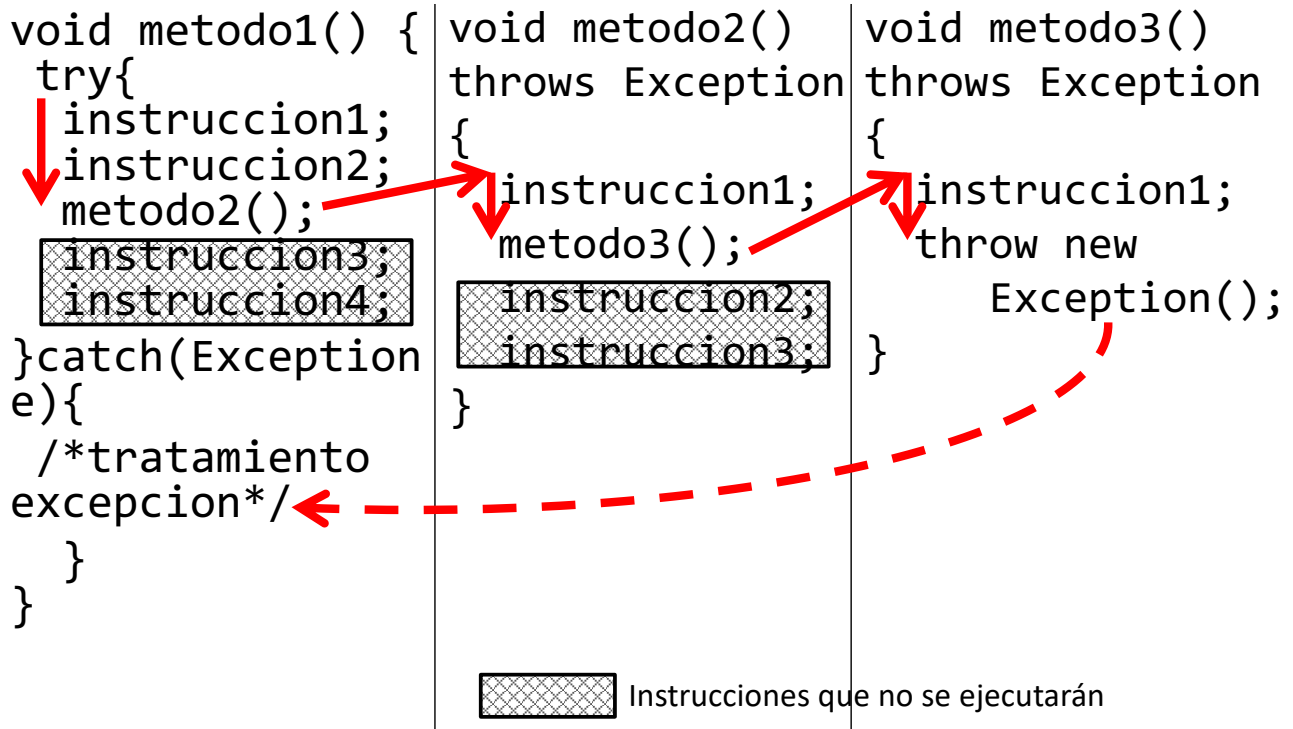 void metodo1() {
try{
instruccion1;
instruccion2;
metodo2();
instruccion3;
instruccion4;
}catch(Exception
e){
/*tratamiento
excepcion*/
}
}
void metodo2()
throws Exception
{
instruccion1;
metodo3();
instruccion2;
instruccion3;
}
void metodo3()
throws Exception
{
instruccion1;
throw new
Exception();
}
Instrucciones que no se ejecutarán